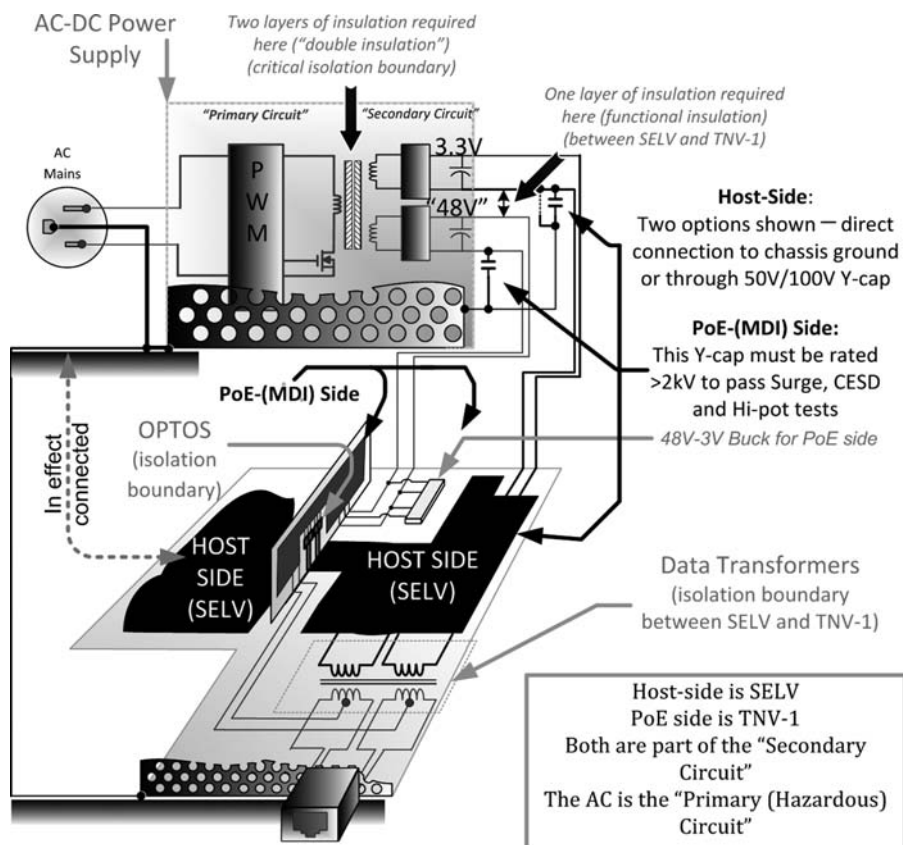 AC-DC Power
Supply
Two layers of insulation required
here (“double insulation”)
(critical isolation boundary)
“Primary Circuit”
“Secondary Circuit”
One layer of insulation required
here (functional insulation)
(between SELV and TNV-1)
AC
Mains
P
W
M
3.3V
“48V”
Host-Side:
Two options shown — direct
connection to chassis ground
or through 50V/100V Y-cap
PoE-(MDI) Side:
This Y-cap must be rated
>2kV to pass Surge, CESD
and Hi-pot tests
48V-3V Buck for PoE side
PoE-(MDI) Side
OPTOS
(isolation
boundary)
In effect
connected
HOST
SIDE
(SELV)
HOST SIDE
(SELV)
Data Transformers
(isolation boundary
between SELV and TNV-1)
Host-side is SELV
PoE side is TNV-1
Both are part of the “Secondary
Circuit”
The AC is the “Primary (Hazardous)
Circuit”